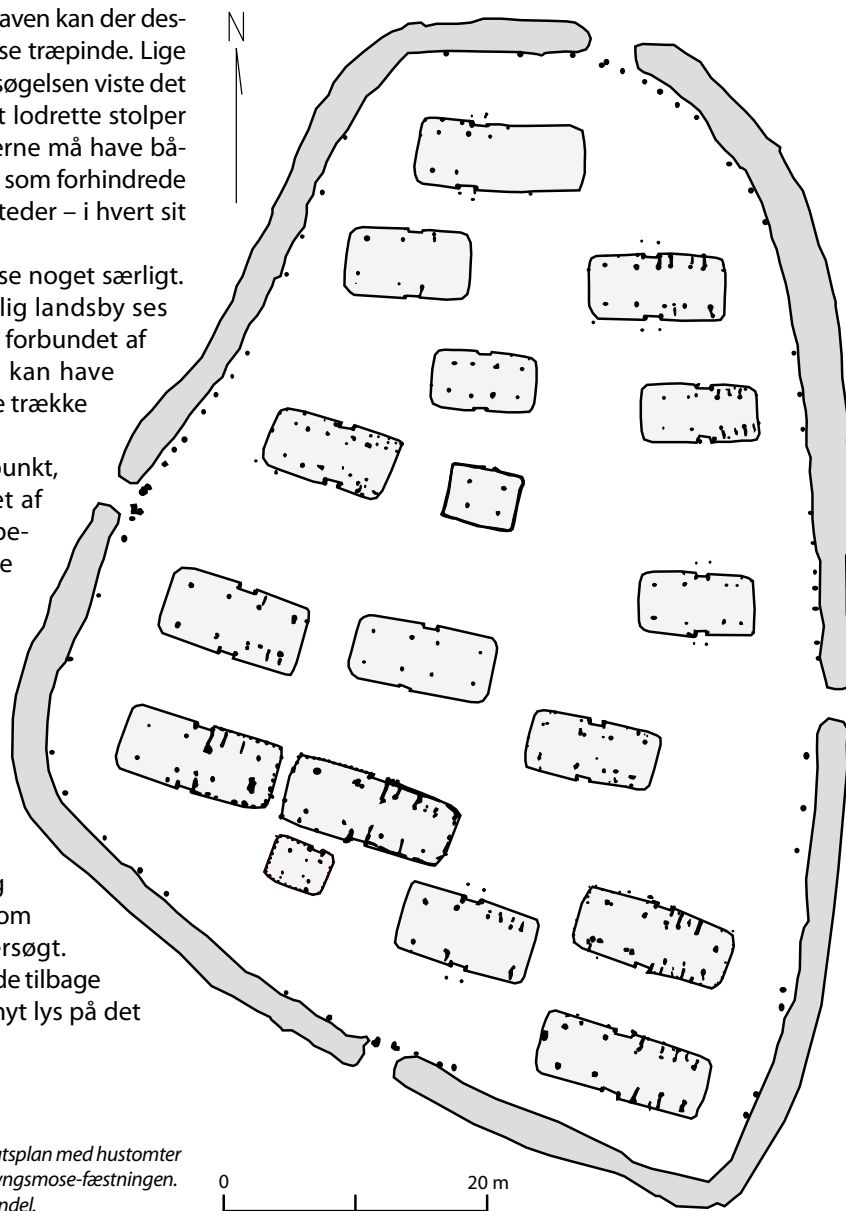 aven kan der des-
se træpinde. Lige
søgelsen viste det
t lodrette stolper
erne må have bå-
som forhindrede
teder – i hvert sit
se noget særligt.
lig landsby ses
forbundet af
kan have
e trække
punkt,
et af
pe-
e
g
om
ersøgt.
de tilbage
nyt lys på det
gtsplan med hustomter
yngsmose-fæstningen.
ndel.
N
0 20 m